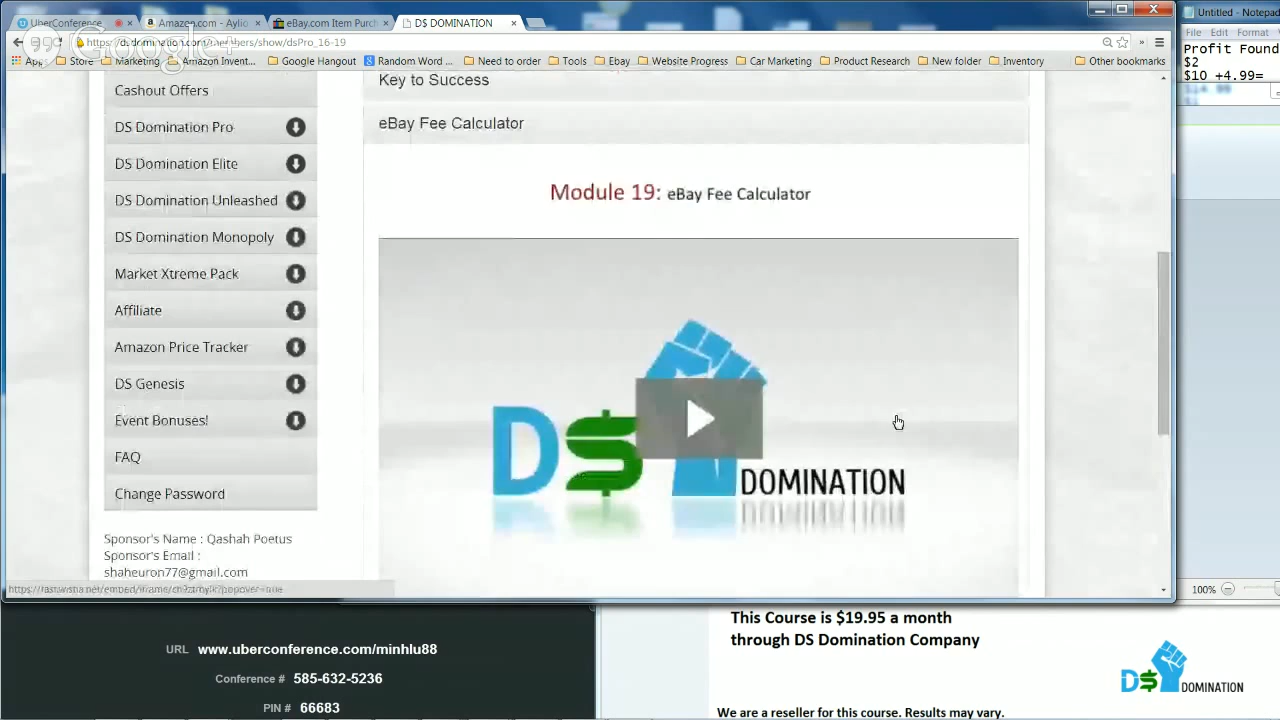 UberConference
Amazon.com - Aylio
eBay.com Item Purch
DS DOMINATION
Untitled - Notepad
Google+
File Edit Format
Apps
Store
Marketing
Amazon Invent...
Google Hangout
Random Word ...
Need to order
Tools
Ebay
Website Progress
Car Marketing
Product Research
New folder
Inventory
Other bookmarks
Profit Found
$2
$10 +4.99=
$14.99
Cashout Offers
DS Domination Pro
DS Domination Elite
DS Domination Unleashed
DS Domination Monopoly
Market Xtreme Pack
Affiliate
Amazon Price Tracker
DS Genesis
Event Bonuses!
FAQ
Change Password
Sponsor's Name : Qashah Poetus
Sponsor's Email :
shaheuron77@gmail.com
Key to Success
eBay Fee Calculator
Module 19: eBay Fee Calculator
D$ DOMINATION
100%
URL www.uberconference.com/minhlu88
Conference # 585-632-5236
PIN # 66683
This Course is $19.95 a month
through DS Domination Company
D$ DOMINATION
We are a reseller for this course. Results may vary.